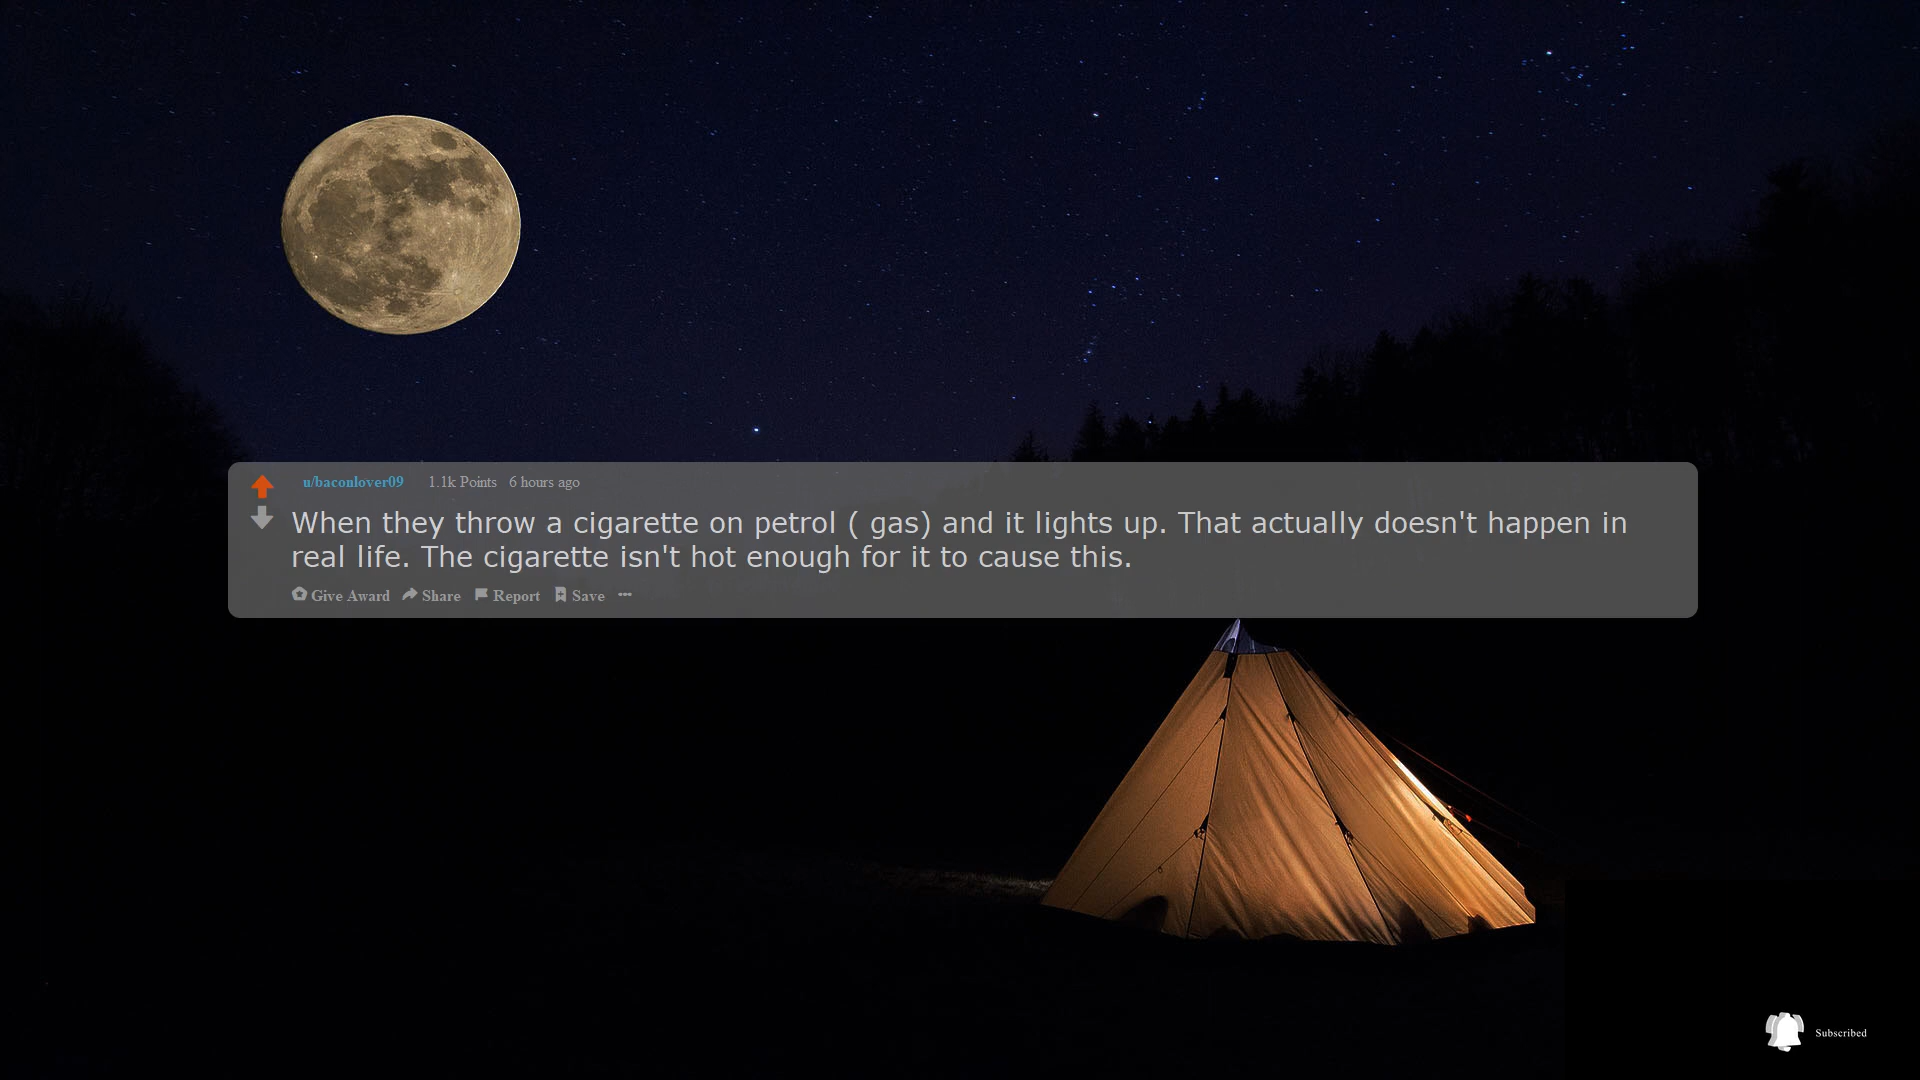 u/baconlover09 1.1k Points 6 hours ago
When they throw a cigarette on petrol ( gas) and it lights up. That actually doesn't happen in
real life. The cigarette isn't hot enough for it to cause this.
Give Award Share Report Save ···
Subscribed